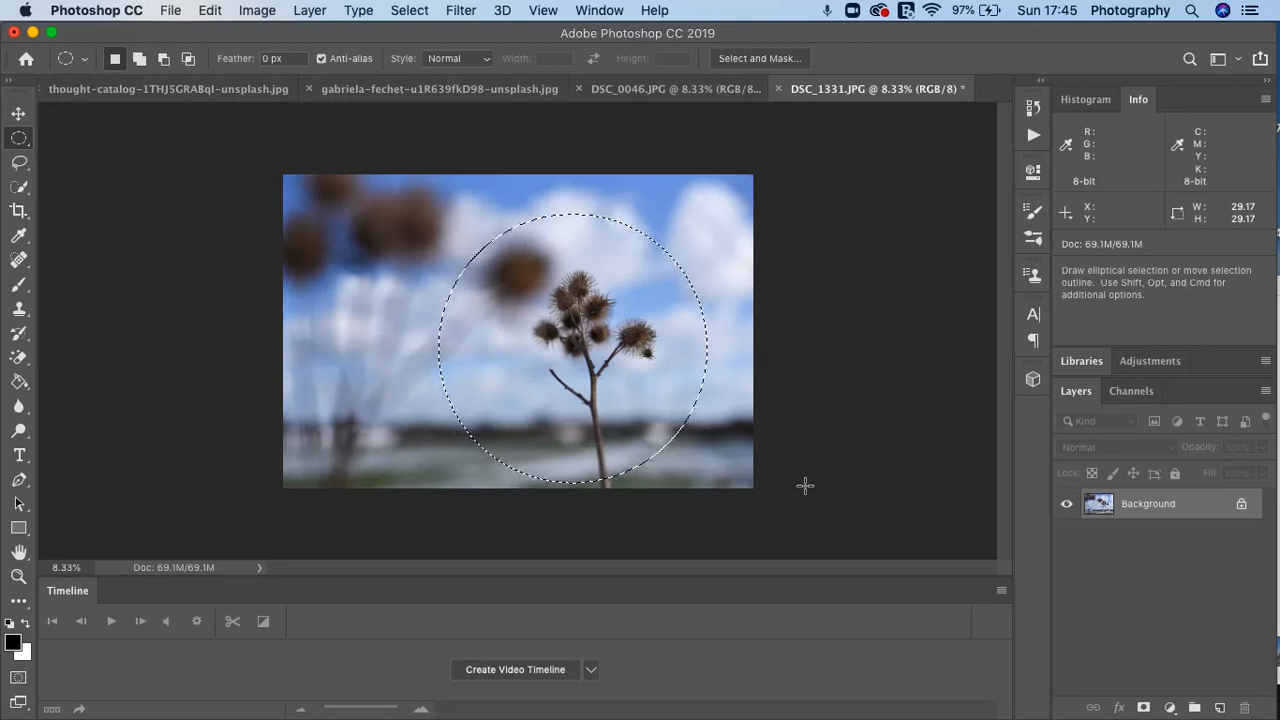 Photoshop CC File Edit Image Layer Type Select Filter 3D View Window Help 97% Sun 17:45 Photography
Adobe Photoshop CC 2019
Feather: 0 px Anti-alias Style: Normal Width: Height: Select and Mask...
thought-catalog-1THJ5GRABqI-unsplash.jpg gabriela-fechet-u1R639fkD98-unsplash.jpg DSC_0046.JPG @ 8.33% (RGB/8... DSC_1331.JPG @ 8.33% (RGB/8) *
Histogram Info
R: C:
G: M:
B: Y:
K:
8-bit 8-bit
X: W: 29.17
Y: H: 29.17
Doc: 69.1M/69.1M
Draw elliptical selection or move selection
outline. Use Shift, Opt, and Cmd for
additional options.
Libraries Adjustments
Layers Channels
Kind
Normal Opacity: 100%
Lock: Fill: 100%
Background
8.33% Doc: 69.1M/69.1M
Timeline
Create Video Timeline